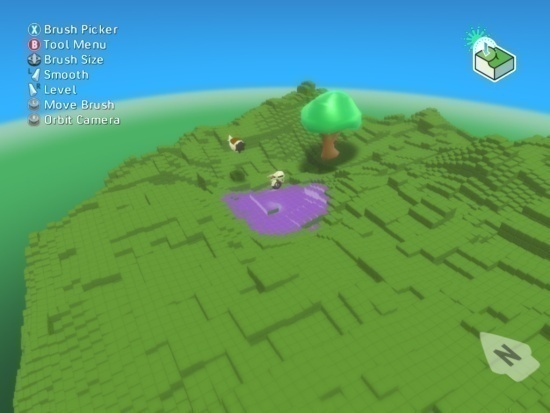 X Brush Picker
B Tool Menu
Brush Size
L Smooth
R Level
Move Brush
Orbit Camera
N